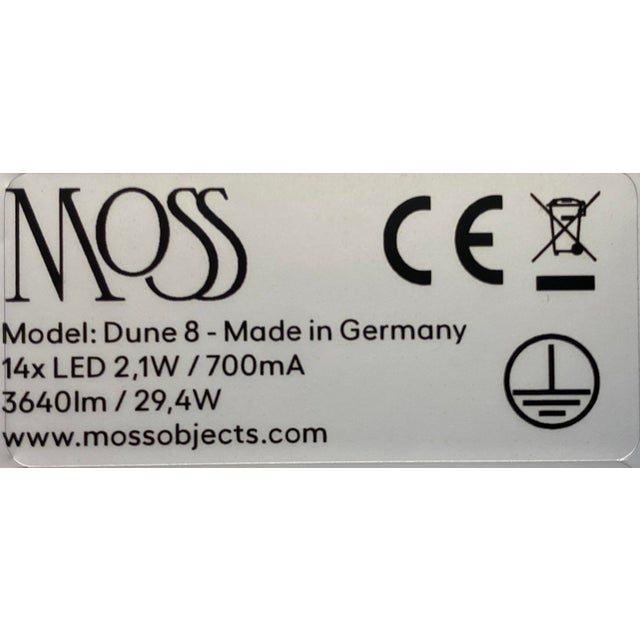 MOSS
CE
Model: Dune 8 - Made in Germany
14x LED 2,1W / 700mA
3640lm / 29,4W
www.mossobjects.com